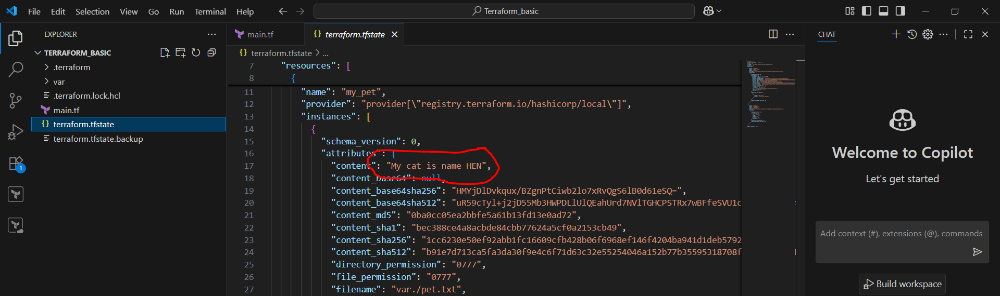 File Edit Selection View Go Run Terminal Help
Terraform_basic
EXPLORER
TERRAFORM_BASIC
.terraform
var
.terraform.lock.hcl
main.tf
terraform.tfstate
terraform.tfstate.backup
1
main.tf
terraform.tfstate
terraform.tfstate > ...
7 "resources": [
8 {
11 "name": "my_pet",
12 "provider": "provider[\"registry.terraform.io/hashicorp/local\"]",
13 "instances": [
14 {
15 "schema_version": 0,
16 "attributes": {
17 "content": "My cat is name HEN",
18 "content_base64": null,
19 "content_base64sha256": "HMYjDlDvkqux/BZgnPtCiwb2lo7xRvQgS6lB0d61eSQ=",
20 "content_base64sha512": "uR59cTyl+j2jD55Mb3HWPDLlUlQEahUrd7NVlTGHCPSTRx7wBFfeSVU1c
21 "content_md5": "0ba0cc05ea2bbfe5a61b13fd13e0ad72",
22 "content_sha1": "bec388ce4a8acbde84cbb77624a5cf0a2153cb49",
23 "content_sha256": "1cc6230e50ef92abb1fc16609cfb428b06f6968ef146f4204ba941d1deb5792
24 "content_sha512": "b91e7d713ca5fa3da30f9e4c6f71d63c32e55254046a152b77b35595318708f
25 "directory_permission": "0777",
26 "file_permission": "0777",
27 "filename": "var./pet.txt",
CHAT
Welcome to Copilot
Let's get started
Add context (#), extensions (@), commands
Build workspace